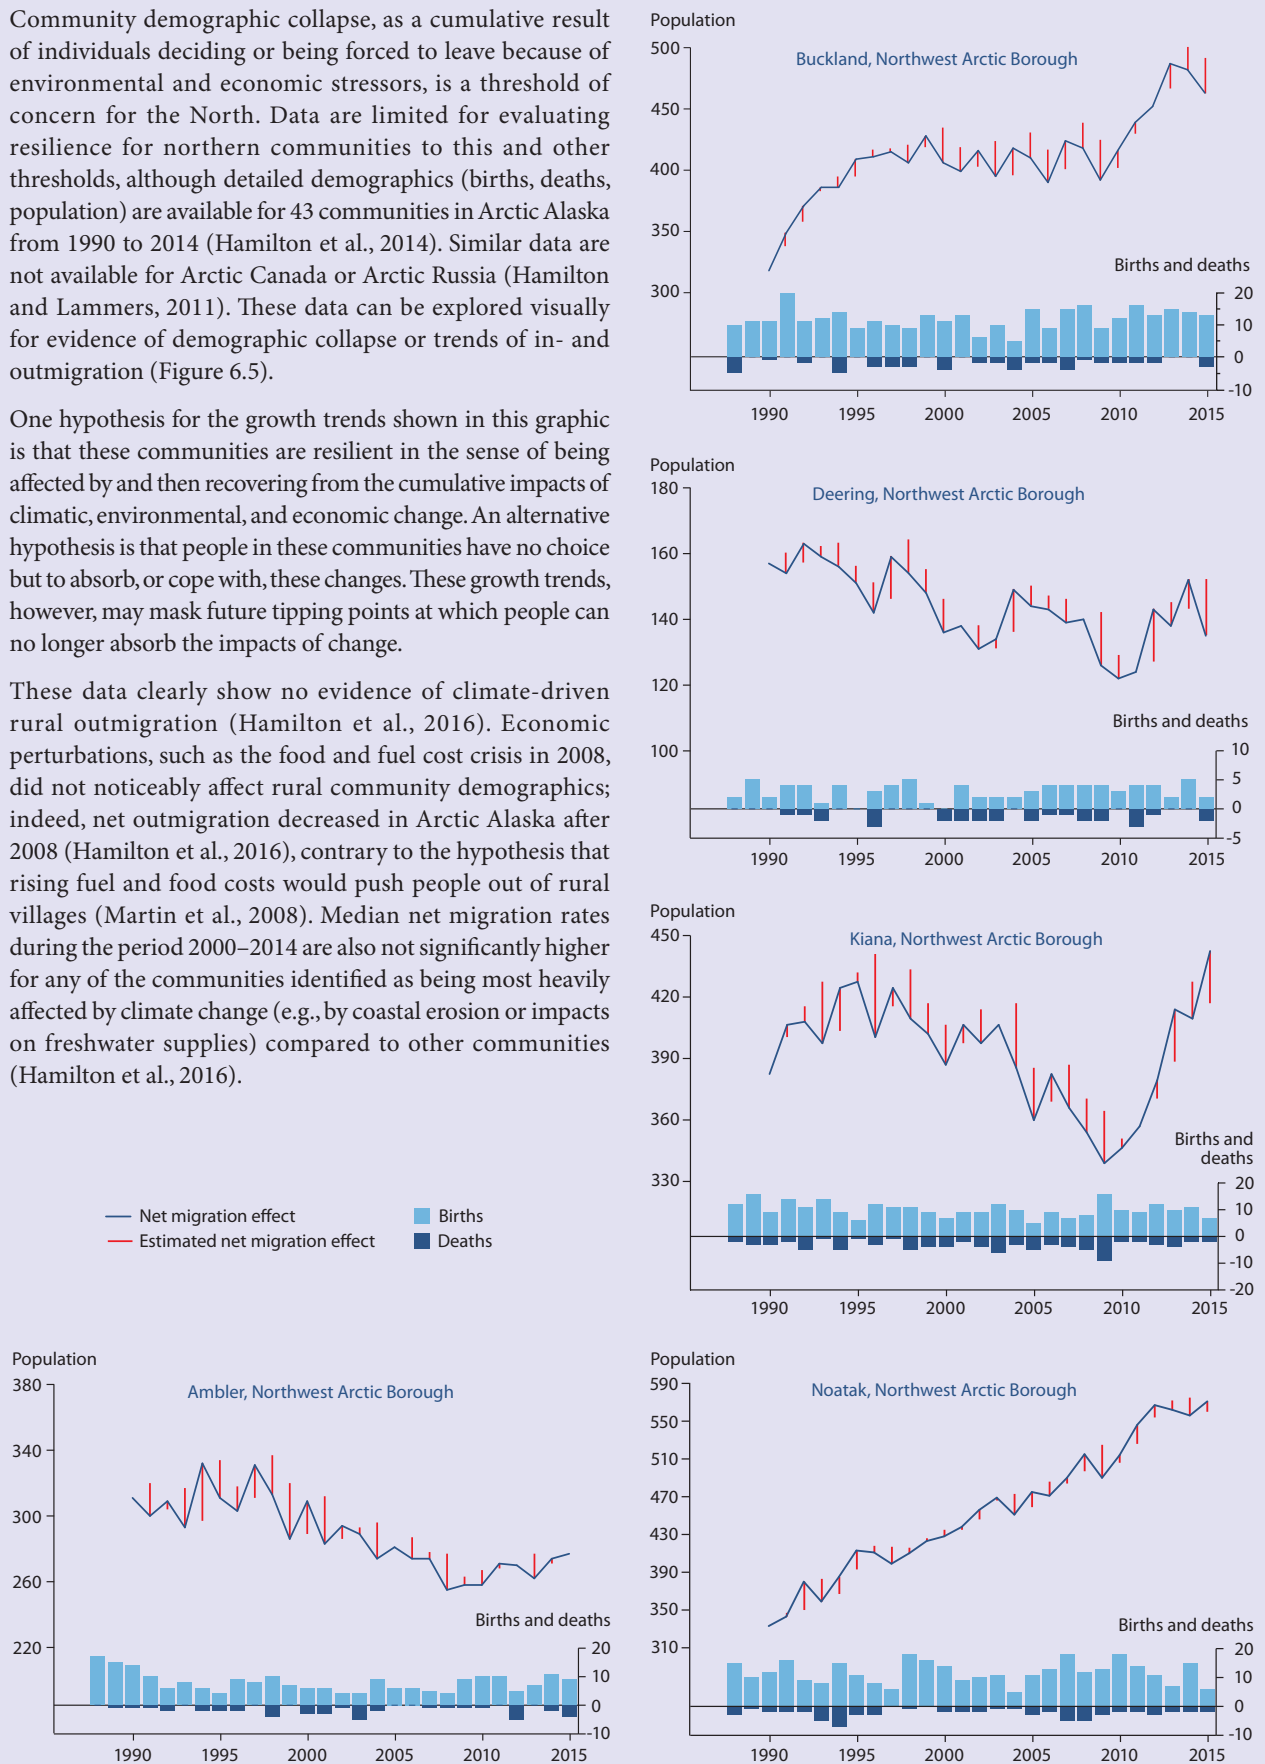 Community demographic collapse, as a cumulative result
of individuals deciding or being forced to leave because of
environmental and economic stressors, is a threshold of
concern for the North. Data are limited for evaluating
resilience for northern communities to this and other
thresholds, although detailed demographics (births, deaths,
population) are available for 43 communities in Arctic Alaska
from 1990 to 2014 (Hamilton et al., 2014). Similar data are
not available for Arctic Canada or Arctic Russia (Hamilton
and Lammers, 2011). These data can be explored visually
for evidence of demographic collapse or trends of in- and
outmigration (Figure 6.5).
One hypothesis for the growth trends shown in this graphic
is that these communities are resilient in the sense of being
affected by and then recovering from the cumulative impacts of
climatic, environmental, and economic change. An alternative
hypothesis is that people in these communities have no choice
but to absorb, or cope with, these changes. These growth trends,
however, may mask future tipping points at which people can
no longer absorb the impacts of change.
These data clearly show no evidence of climate-driven
rural outmigration (Hamilton et al., 2016). Economic
perturbations, such as the food and fuel cost crisis in 2008,
did not noticeably affect rural community demographics;
indeed, net outmigration decreased in Arctic Alaska after
2008 (Hamilton et al., 2016), contrary to the hypothesis that
rising fuel and food costs would push people out of rural
villages (Martin et al., 2008). Median net migration rates
during the period 2000–2014 are also not significantly higher
for any of the communities identified as being most heavily
affected by climate change (e.g., by coastal erosion or impacts
on freshwater supplies) compared to other communities
(Hamilton et al., 2016).
Net migration effect
Births
Estimated net migration effect
Deaths
Population
Buckland, Northwest Arctic Borough
500
450
400
350
300
Births and deaths
20
10
0
-10
1990 1995 2000 2005 2010 2015
Population
Deering, Northwest Arctic Borough
180
160
140
120
100
Births and deaths
10
5
0
-5
1990 1995 2000 2005 2010 2015
Population
Kiana, Northwest Arctic Borough
450
420
390
360
330
Births and
deaths
20
10
0
-10
-20
1990 1995 2000 2005 2010 2015
Population
Ambler, Northwest Arctic Borough
380
340
300
260
220
Births and deaths
20
10
0
-10
1990 1995 2000 2005 2010 2015
Population
Noatak, Northwest Arctic Borough
590
550
510
470
430
390
350
310
Births and deaths
20
10
0
-10
1990 1995 2000 2005 2010 2015